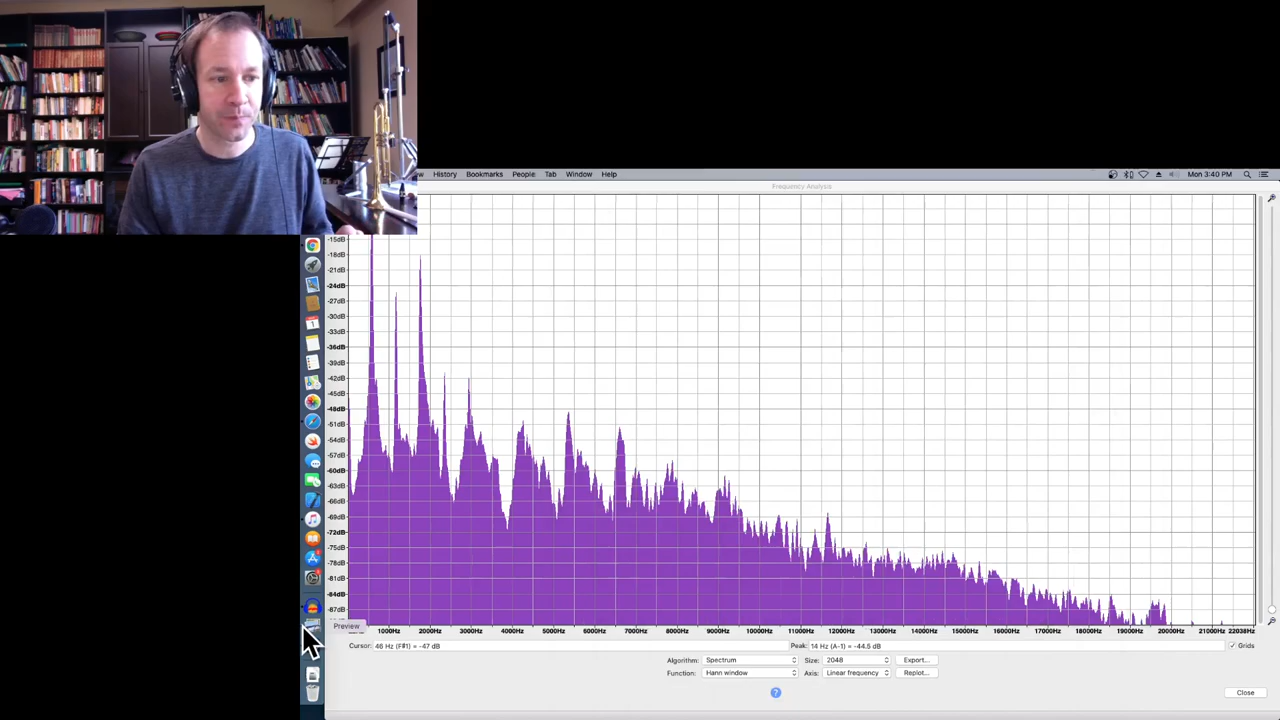 w History Bookmarks People Tab Window Help Mon 3:40 PM
Frequency Analysis
-15dB
-18dB
-21dB
-24dB
-27dB
-30dB
-33dB
-36dB
-39dB
-42dB
-45dB
-48dB
-51dB
-54dB
-57dB
-60dB
-63dB
-66dB
-69dB
-72dB
-75dB
-78dB
-81dB
-84dB
-87dB
Preview
1000Hz 2000Hz 3000Hz 4000Hz 5000Hz 6000Hz 7000Hz 8000Hz 9000Hz 10000Hz 11000Hz 12000Hz 13000Hz 14000Hz 15000Hz 16000Hz 17000Hz 18000Hz 19000Hz 20000Hz 21000Hz 22038Hz
Cursor: 46 Hz (F#1) = -47 dB Peak: 14 Hz (A-1) = -44.5 dB Grids
Algorithm: Spectrum Size: 2048 Export...
Function: Hann window Axis: Linear frequency Replot...
? Close